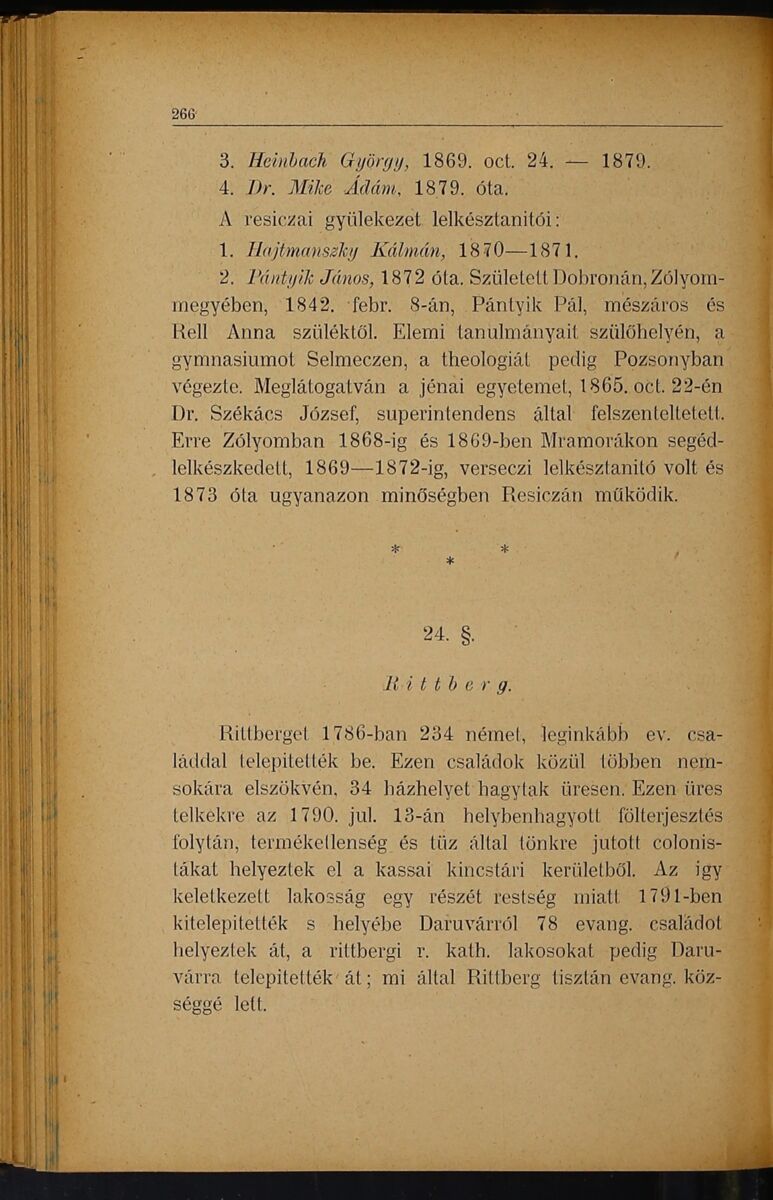 266
3. Heinbach György, 1869. oct. 24. — 1879.
4. Dr. Mike Ádám, 1879. óta.
A resiczai gyülekezet lelkésztanitói:
1. Hajtmanszky Kálmán, 1870—1871.
2. Pántyik János, 1872 óta. Született Dobronán, Zólyom-
megyében, 1842. febr. 8-án, Pántyik Pál, mészáros és
Rell Anna szüléktől. Elemi tanulmányait szülőhelyén, a
gymnasiumot Selmeczen, a theologiát pedig Pozsonyban
végezte. Meglátogatván a jénai egyetemet, 1865. oct. 22-én
Dr. Székács József, superintendens által felszenteltetett.
Erre Zólyomban 1868-ig és 1869-ben Mramorákon segéd-
lelkészkedett, 1869—1872-ig, verseczi lelkésztanitó volt és
1873 óta ugyanazon minőségben Resiczán működik.
* *
*
24. §.
Rittberg.
Rittberget 1786-ban 234 német, leginkább ev. csa-
láddal telepitették be. Ezen családok közül többen nem-
sokára elszökvén, 34 házhelyet hagytak üresen. Ezen üres
telkekre az 1790. jul. 13-án helybenhagyott fölterjesztés
folytán, terméketlenség és tüz által tönkre jutott colonis-
tákat helyeztek el a kassai kincstári kerületből. Az igy
keletkezett lakosság egy részét restség miatt 1791-ben
kitelepitették s helyébe Daruvárról 78 evang. családot
helyeztek át, a rittbergi r. kath. lakosokat pedig Daru-
várra telepitették át; mi által Rittberg tisztán evang. köz-
séggé lett.